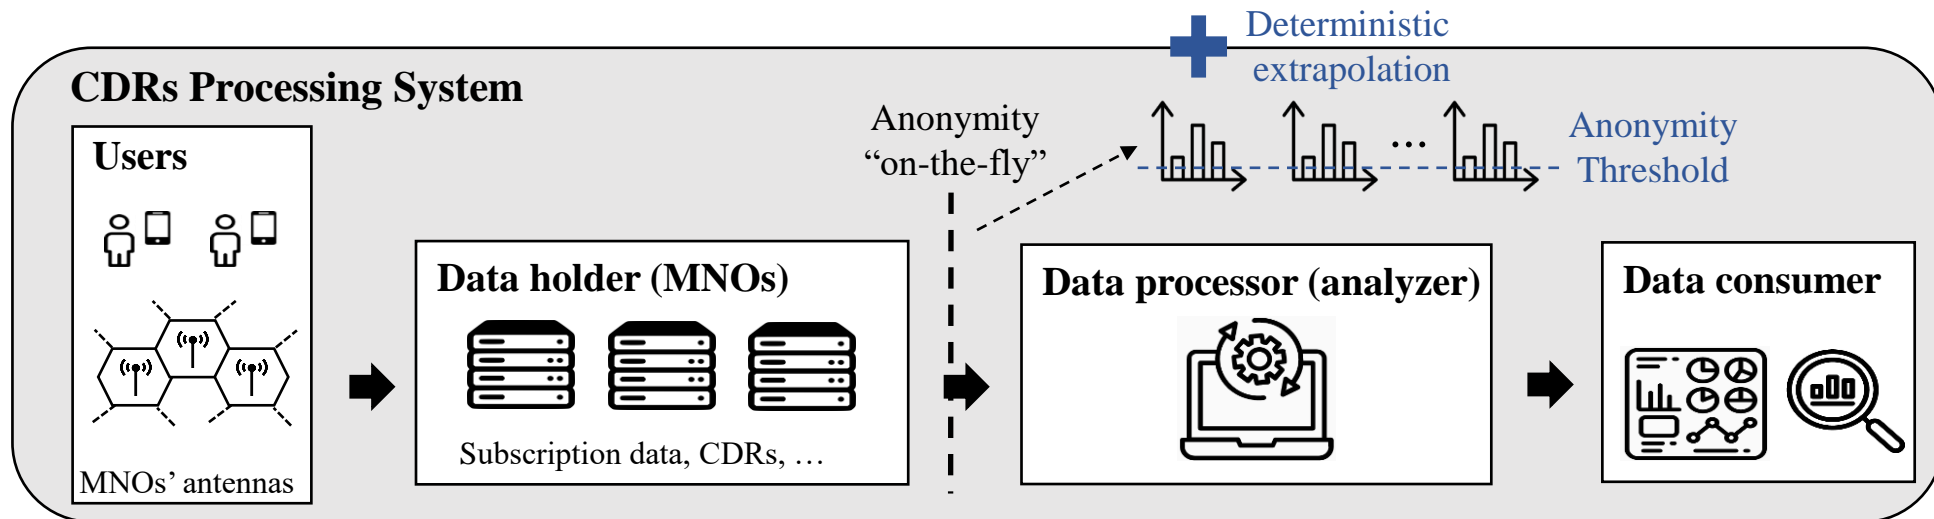 Deterministic
extrapolation
CDRs Processing System
Anonymity
“on-the-fly”
...
Anonymity
Threshold
Users
MNOs’ antennas
Data holder (MNOs)
Subscription data, CDRs, …
Data processor (analyzer)
Data consumer